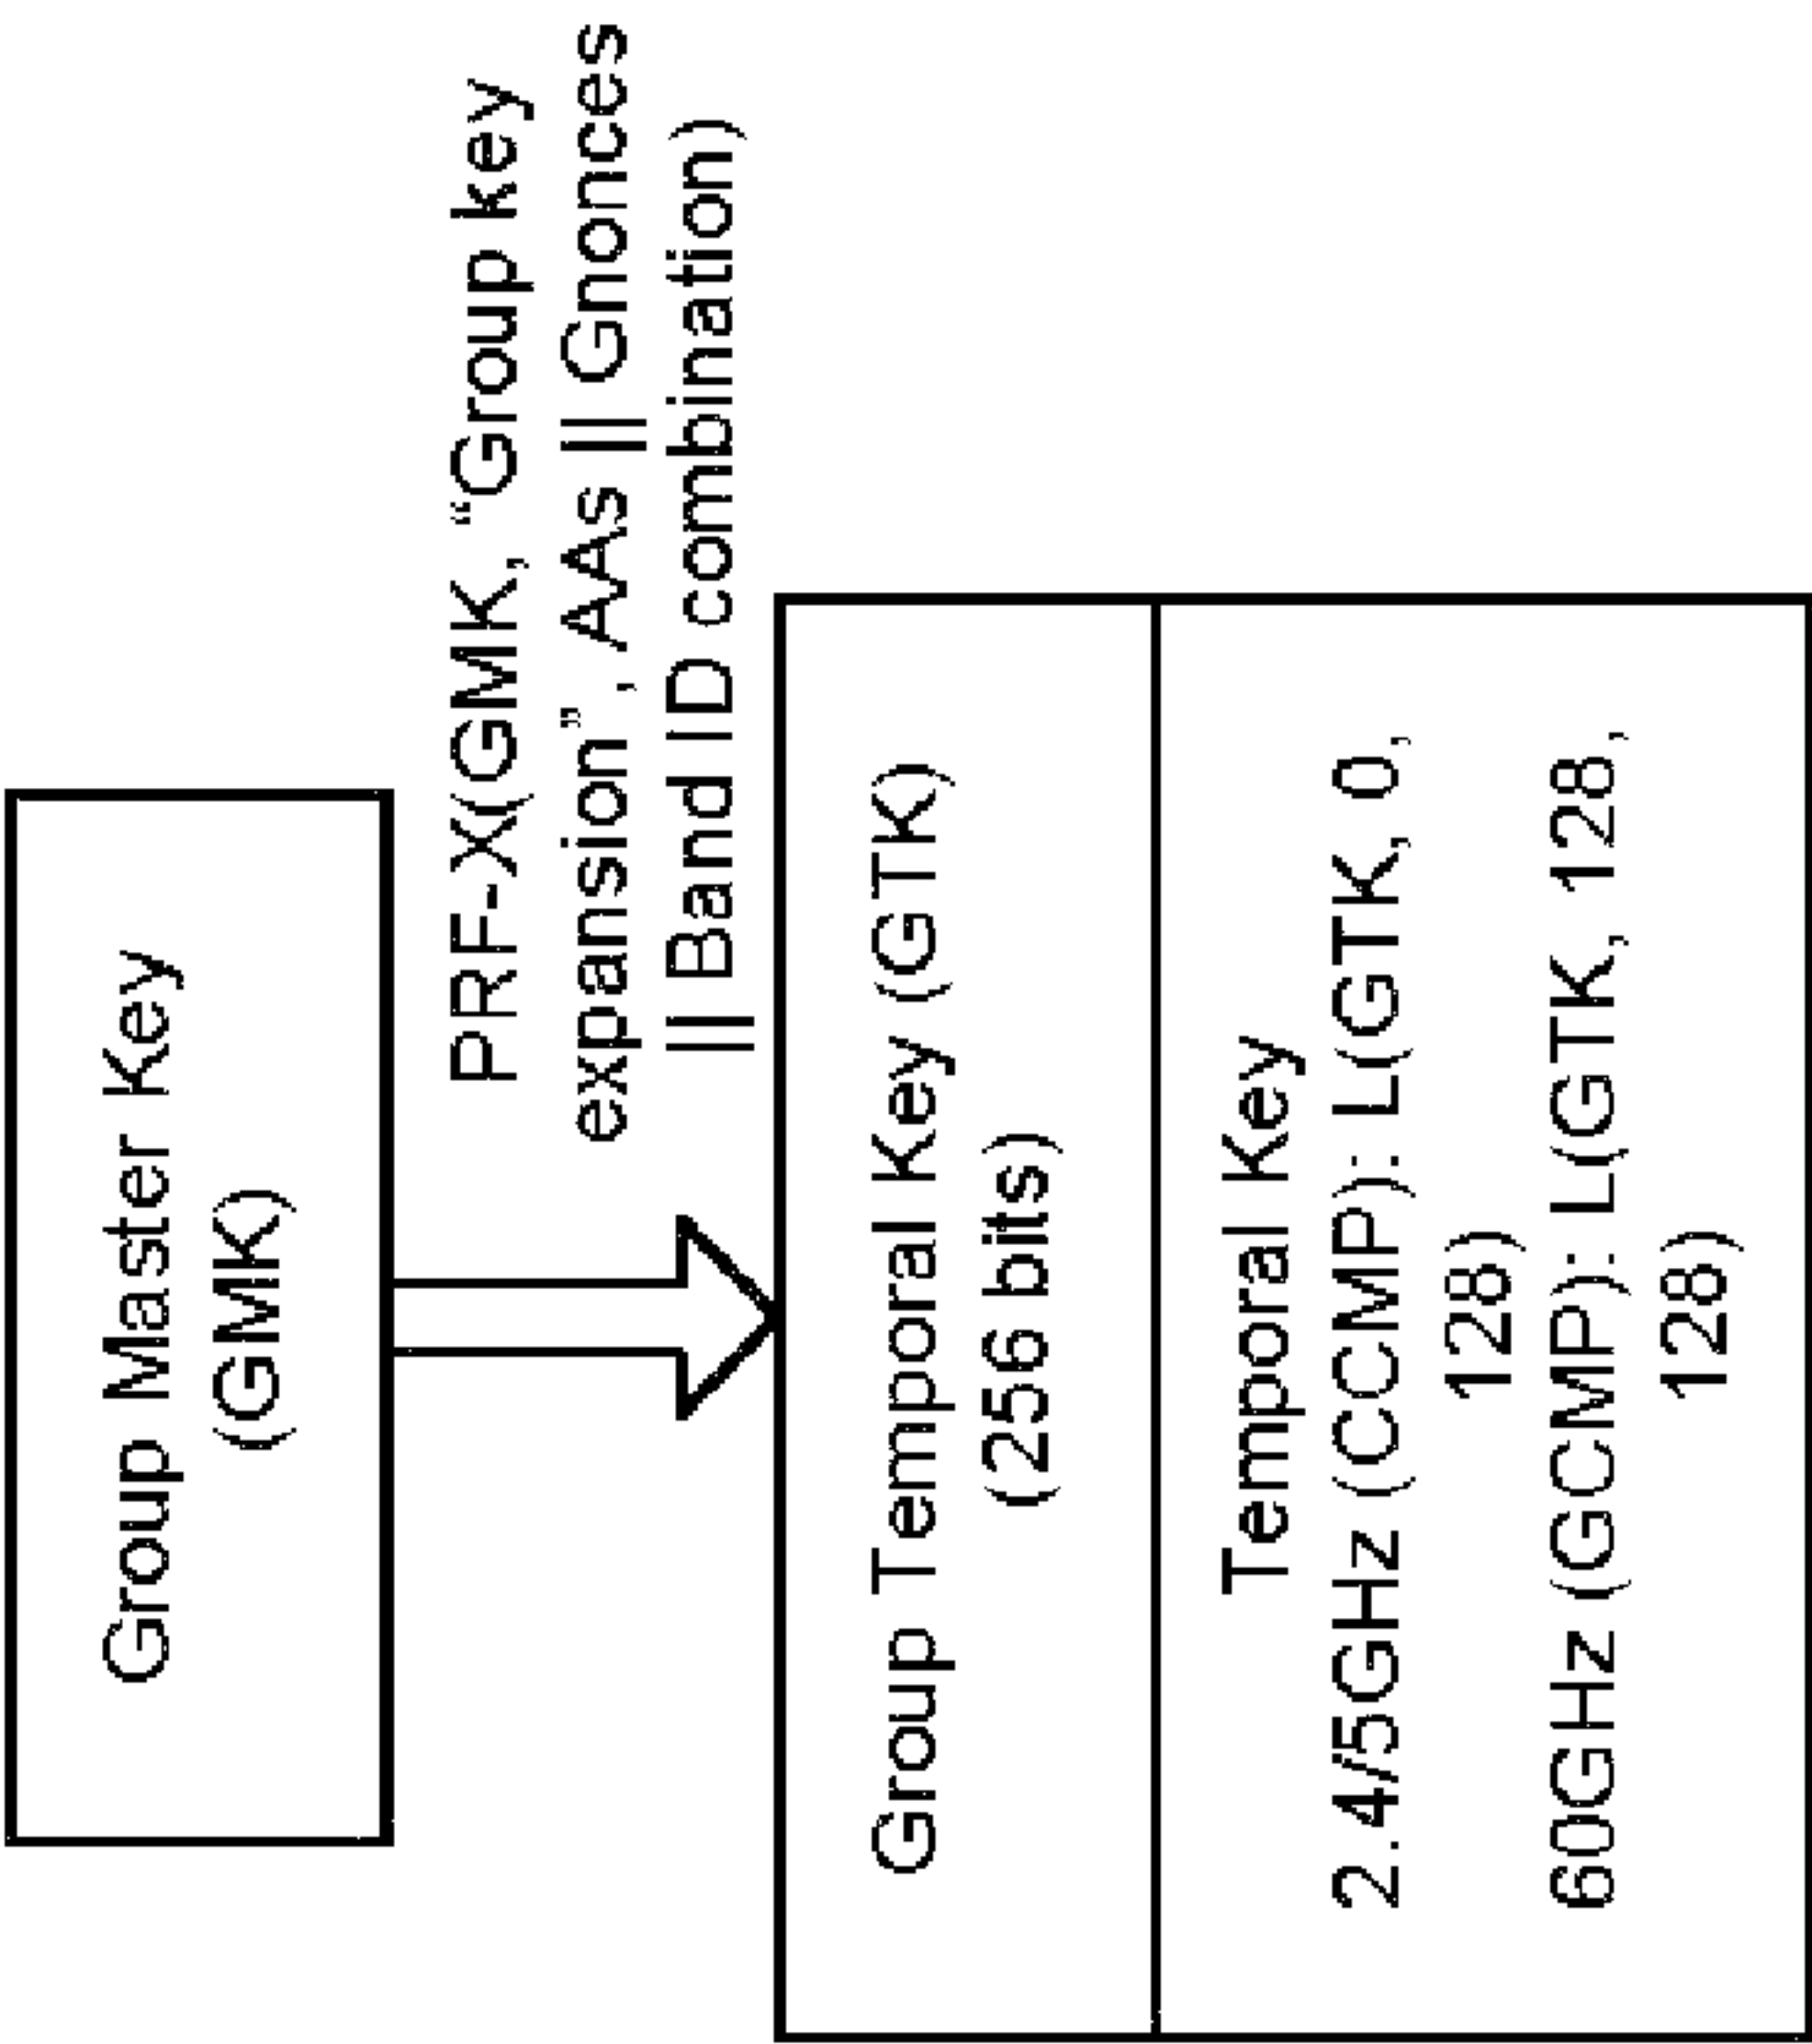 Group Master Key
(GMK)
PRF-X(GMK, “Group key
expansion”, AAs || Gnonces
|| Band ID combination)
Group Temporal Key (GTK)
(256 bits)
Temporal Key
2.4/5GHz (CCMP): L(GTK, 0,
128)
60GHz (GCMP): L(GTK, 128,
128)